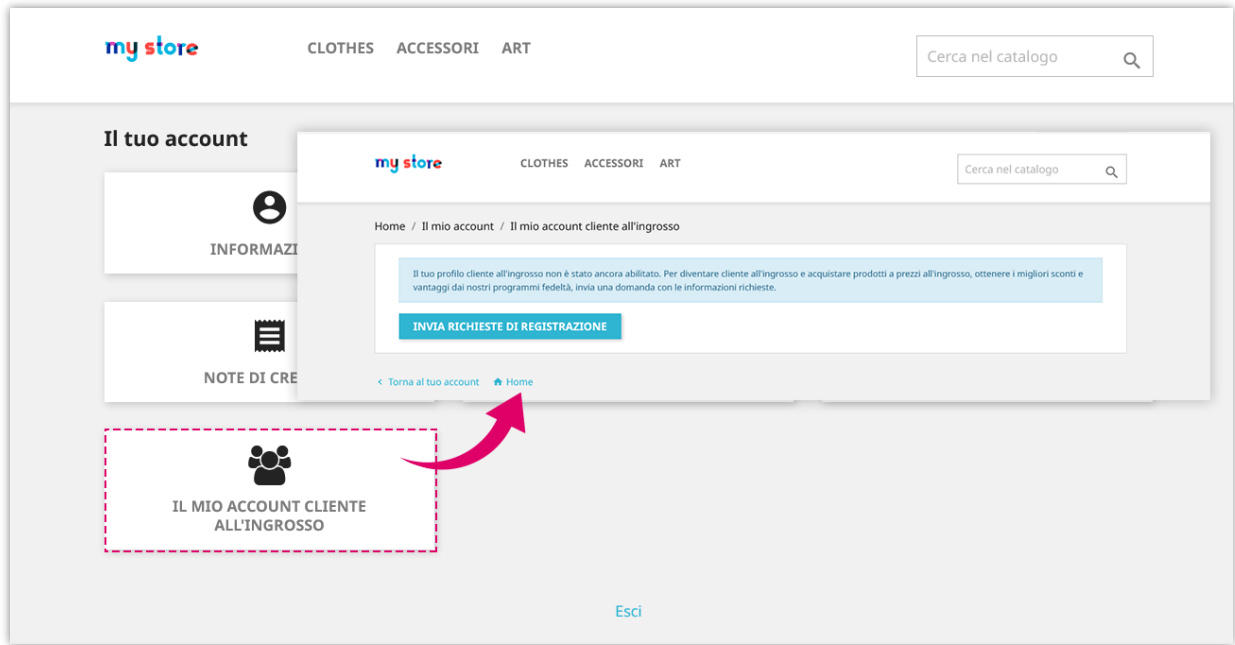 my store
CLOTHES ACCESSORI ART
Cerca nel catalogo
Il tuo account
INFORMAZI
NOTE DI CRE
my store
CLOTHES ACCESSORI ART
Cerca nel catalogo
Home / Il mio account / Il mio account cliente all'ingrosso
Il tuo profilo cliente all'ingrosso non è stato ancora abilitato. Per diventare cliente all'ingrosso e acquistare prodotti a prezzi all'ingrosso, ottenere i migliori sconti e
vantaggi dai nostri programmi fedeltà, invia una domanda con le informazioni richieste.
INVIA RICHIESTE DI REGISTRAZIONE
Torna al tuo account Home
IL MIO ACCOUNT CLIENTE
ALL'INGROSSO
Esci